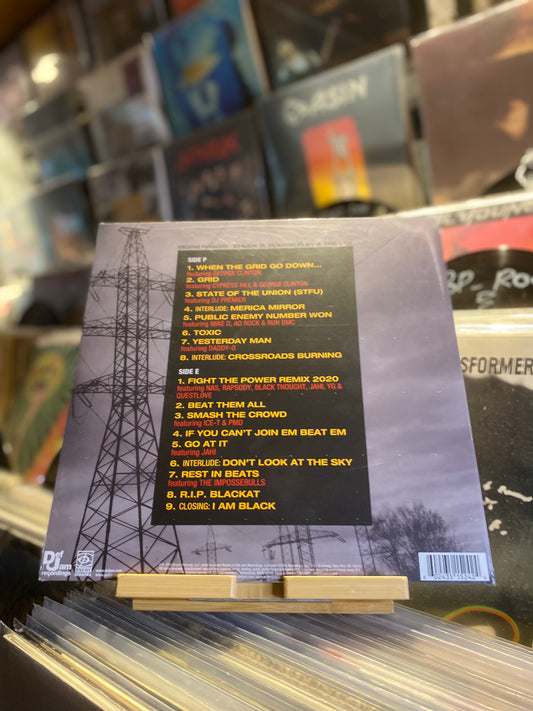 ASIN
SFORMER
SIDE P
1. WHEN THE GRID GO DOWN...
featuring GEORGE CLINTON
2. GRID
featuring CYPRESS HILL & GEORGE CLINTON
3. STATE OF THE UNION (STFU)
featuring DJ PREMIER
4. INTERLUDE: MERICA MIRROR
5. PUBLIC ENEMY NUMBER WON
featuring MIKE D, AD ROCK & RUN DMC
6. TOXIC
7. YESTERDAY MAN
featuring DADDY-O
8. INTERLUDE: CROSSROADS BURNING
SIDE E
1. FIGHT THE POWER REMIX 2020
featuring NAS, RAPSODY, BLACK THOUGHT, JAHI, YG &
QUESTLOVE
2. BEAT THEM ALL
3. SMASH THE CROWD
featuring ICE-T & PMD
4. IF YOU CAN'T JOIN EM BEAT EM
5. GO AT IT
featuring JAHI
6. INTERLUDE: DON'T LOOK AT THE SKY
7. REST IN BEATS
featuring THE IMPOSSEBULLS
8. R.I.P. BLACKAT
9. CLOSING: I AM BLACK
Def Jam
recordings